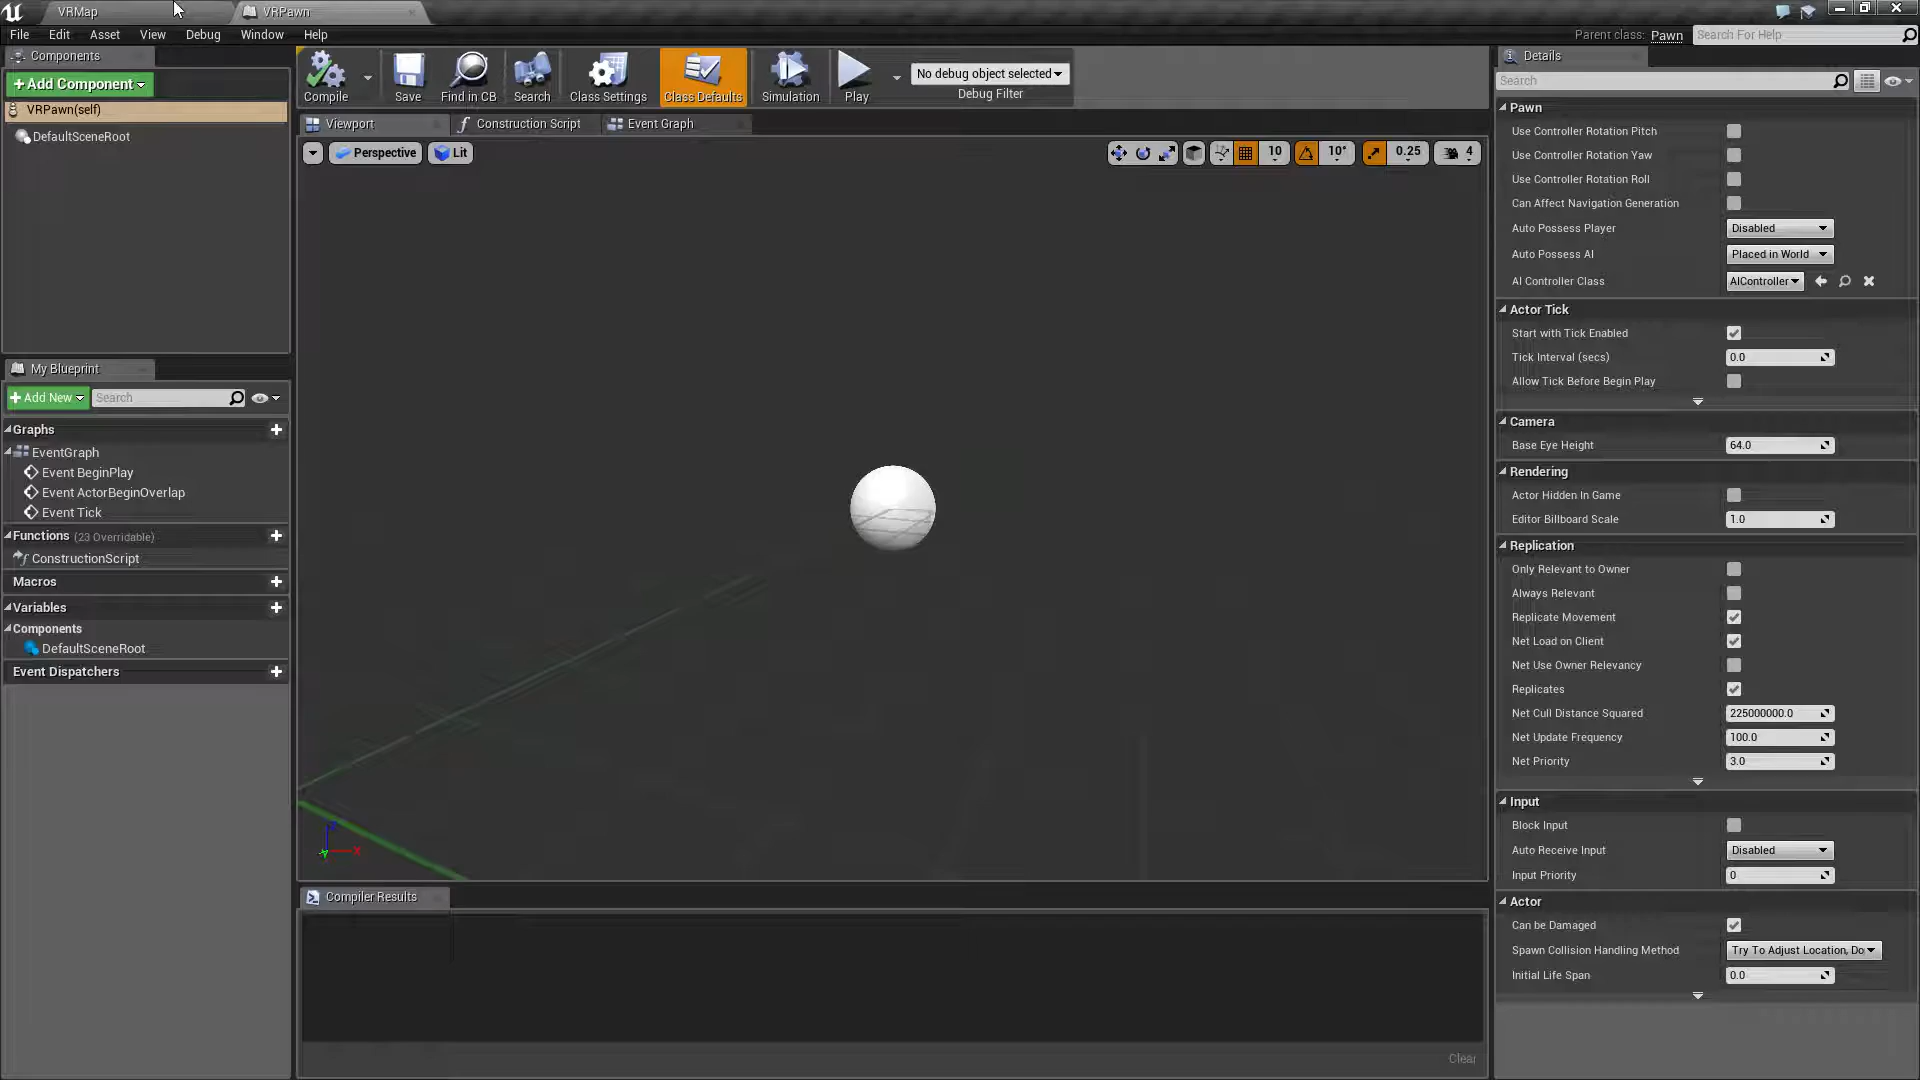 VRMap
VRPawn
File Edit Asset View Debug Window Help
Parent class: Pawn
Search For Help
Components
+ Add Component
VRPawn(self)
DefaultSceneRoot
My Blueprint
+ Add New
Search
Graphs
EventGraph
Event BeginPlay
Event ActorBeginOverlap
Event Tick
Functions (23 Overridable)
ConstructionScript
Macros
Variables
Components
DefaultSceneRoot
Event Dispatchers
Compile
Save
Find in CB
Search
Class Settings
Class Defaults
Simulation
Play
No debug object selected
Debug Filter
Viewport
Construction Script
Event Graph
Perspective
Lit
10
10°
0.25
4
X
Compiler Results
Clear
Details
Search
Pawn
Use Controller Rotation Pitch
Use Controller Rotation Yaw
Use Controller Rotation Roll
Can Affect Navigation Generation
Auto Possess Player Disabled
Auto Possess AI Placed in World
AI Controller Class AIController
Actor Tick
Start with Tick Enabled
Tick Interval (secs) 0.0
Allow Tick Before Begin Play
Camera
Base Eye Height 64.0
Rendering
Actor Hidden In Game
Editor Billboard Scale 1.0
Replication
Only Relevant to Owner
Always Relevant
Replicate Movement
Net Load on Client
Net Use Owner Relevancy
Replicates
Net Cull Distance Squared 225000000.0
Net Update Frequency 100.0
Net Priority 3.0
Input
Block Input
Auto Receive Input Disabled
Input Priority 0
Actor
Can be Damaged
Spawn Collision Handling Method Try To Adjust Location, Do
Initial Life Span 0.0